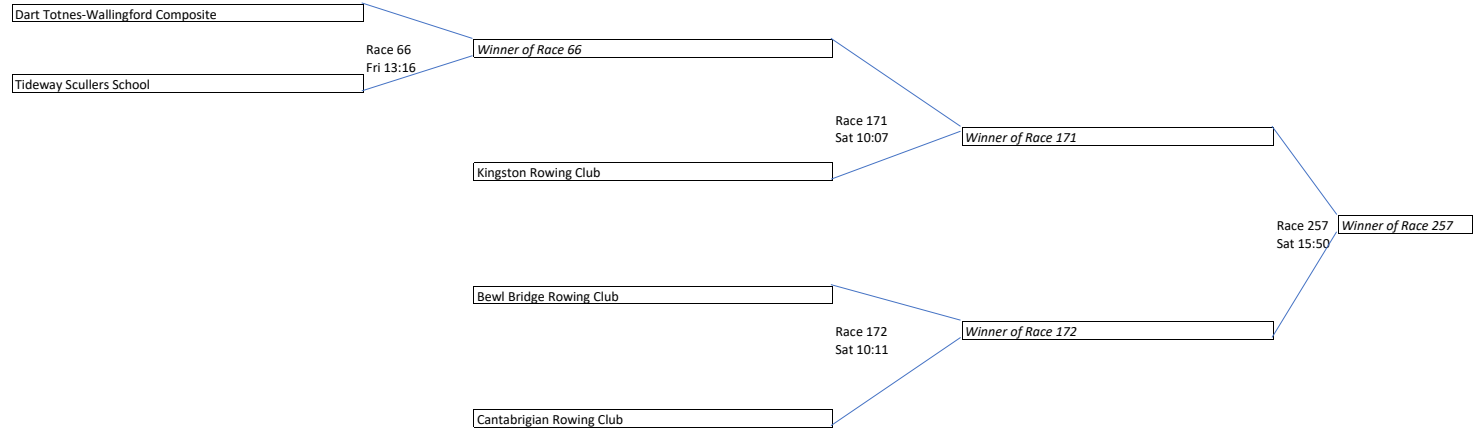 Dart Totnes-Wallingford Composite
Race 66
Fri 13:16
Winner of Race 66
Tideway Scullers School
Race 171
Sat 10:07
Winner of Race 171
Kingston Rowing Club
Race 257
Sat 15:50
Winner of Race 257
Bewl Bridge Rowing Club
Race 172
Sat 10:11
Winner of Race 172
Cantabrigian Rowing Club